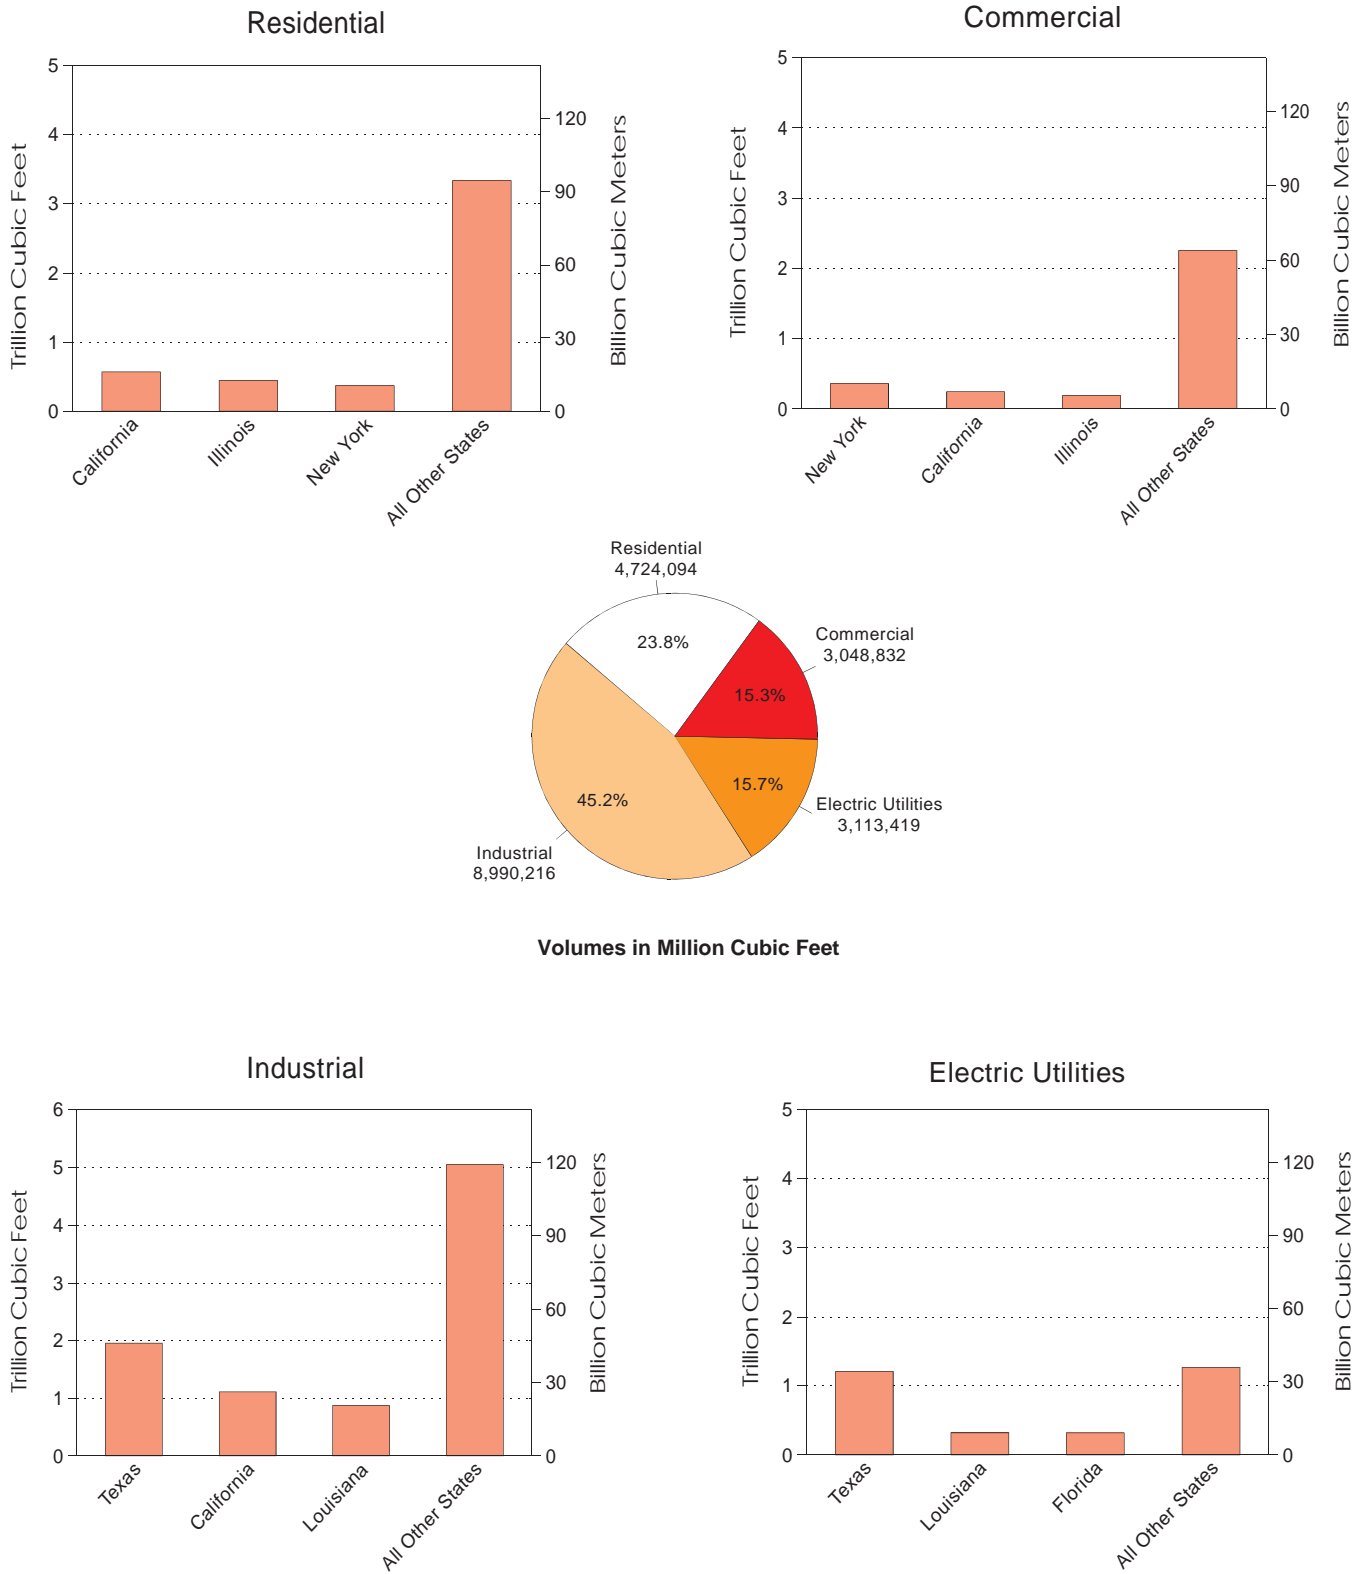 Residential
5
4
3
2
1
0
Trillion Cubic Feet
120
90
60
30
0
Billion Cubic Meters
California
Illinois
New York
All Other States
Commercial
5
4
3
2
1
0
Trillion Cubic Feet
120
90
60
30
0
Billion Cubic Meters
New York
California
Illinois
All Other States
Residential
4,724,094
23.8%
Commercial
3,048,832
15.3%
15.7%
Electric Utilities
3,113,419
45.2%
Industrial
8,990,216
Volumes in Million Cubic Feet
Industrial
6
5
4
3
2
1
0
Trillion Cubic Feet
120
90
60
30
0
Billion Cubic Meters
Texas
California
Louisiana
All Other States
Electric Utilities
5
4
3
2
1
0
Trillion Cubic Feet
120
90
60
30
0
Billion Cubic Meters
Texas
Louisiana
Florida
All Other States